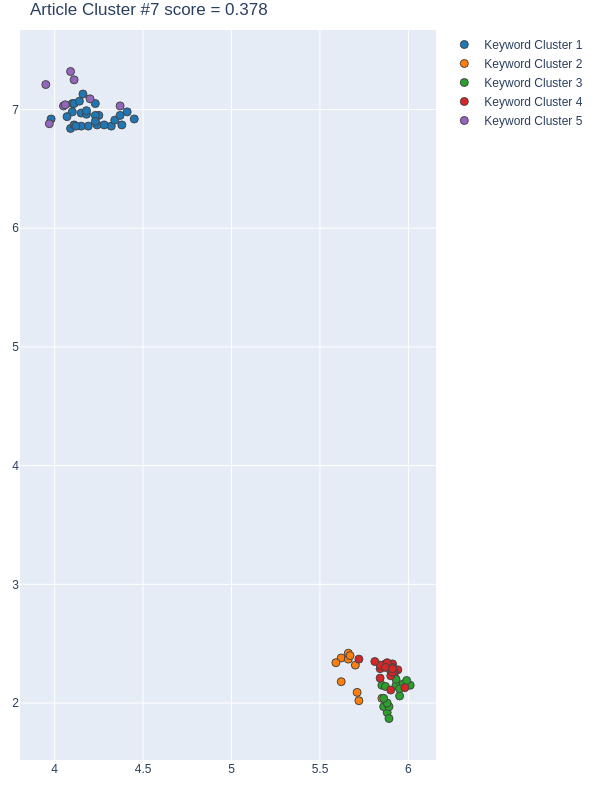 Article Cluster #7 score = 0.378
Keyword Cluster 1
Keyword Cluster 2
Keyword Cluster 3
Keyword Cluster 4
Keyword Cluster 5
7
6
5
4
3
2
4
4.5
5
5.5
6